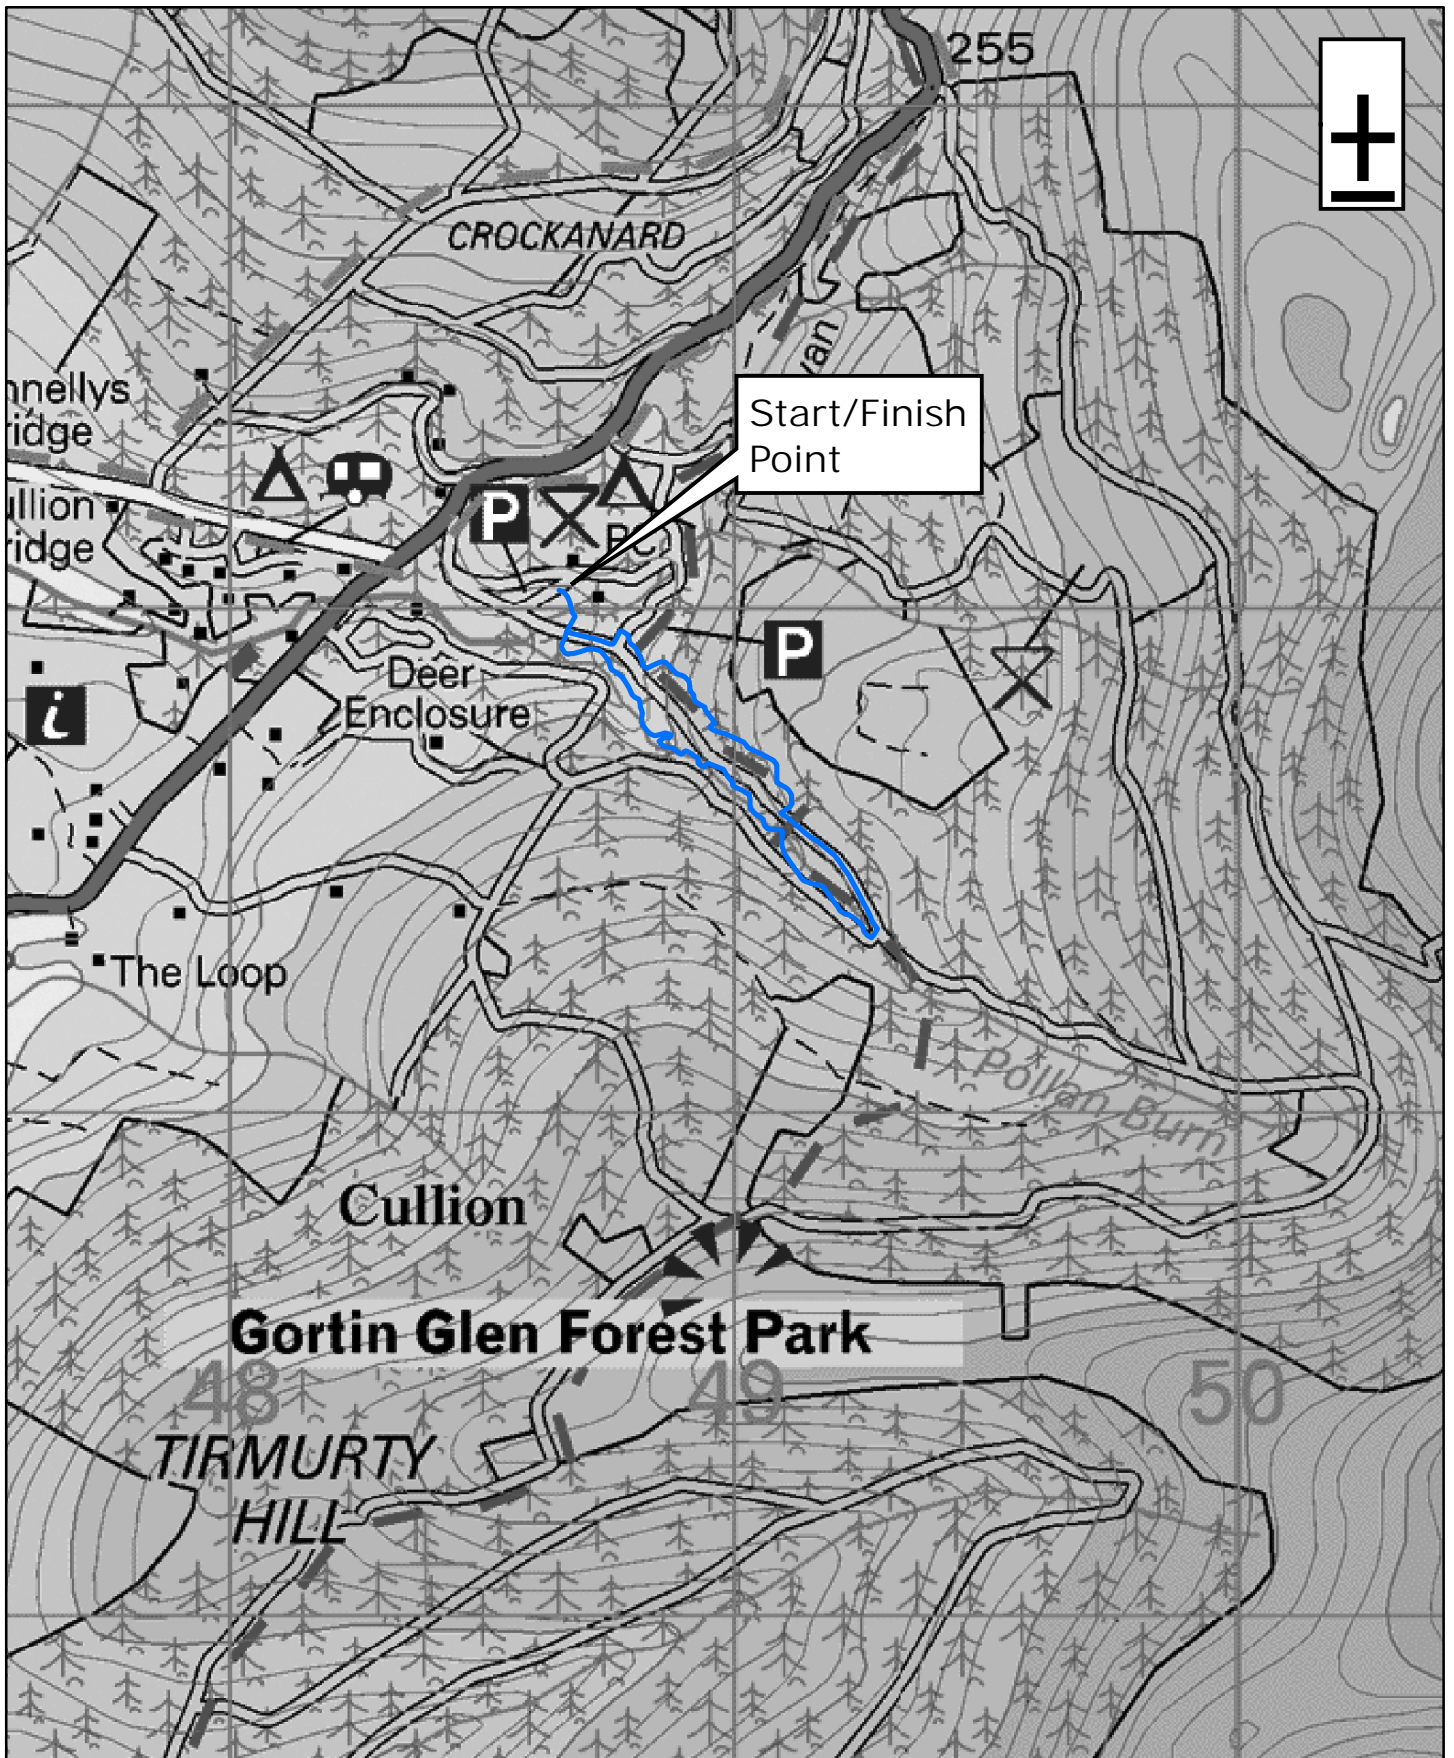 255
CROCKANARD
nnellys
ridge
van
Start/Finish
Point
P
ullion
ridge
P
Deer
Enclosure
i
The Loop
Pollan Burn
Cullion
Gortin Glen Forest Park
48
49
50
TIRMURTY
HILL